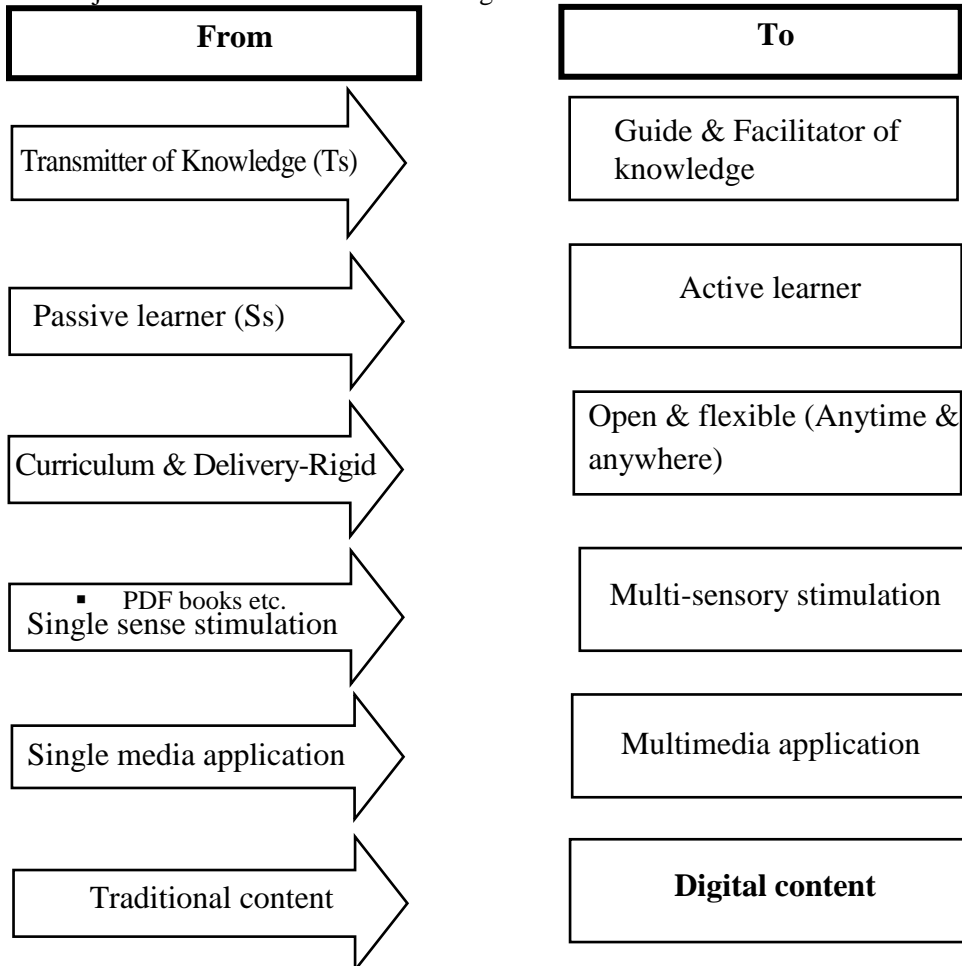 From
To
Transmitter of Knowledge (Ts)
Guide & Facilitator of
knowledge
Passive learner (Ss)
Active learner
Curriculum & Delivery-Rigid
Open & flexible (Anytime &
anywhere)
▪ PDF books etc.
Single sense stimulation
Multi-sensory stimulation
Single media application
Multimedia application
Traditional content
Digital content